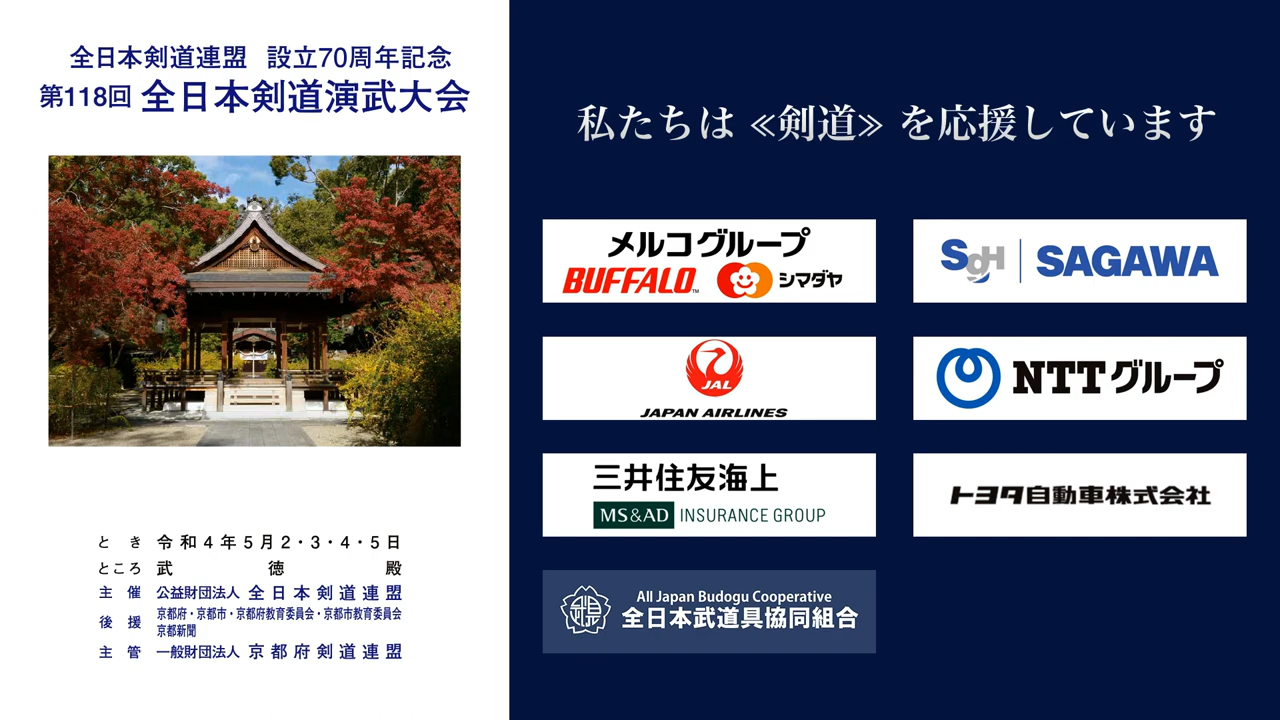 全日本剣道連盟 設立70周年記念
第118回 全日本剣道演武大会
とき 令和4年5月2・3・4・5日
ところ 武徳殿
主催 公益財団法人 全日本剣道連盟
後援 京都府・京都市・京都府教育委員会・京都市教育委員会
京都新聞
主管 一般財団法人 京都府剣道連盟
私たちは ≪剣道≫ を応援しています
メルコグループ
BUFFALO™ シマダヤ
SGH SAGAWA
JAL
JAPAN AIRLINES
NTTグループ
三井住友海上
MS&AD INSURANCE GROUP
トヨタ自動車株式会社
All Japan Budogu Cooperative
全日本武道具協同組合